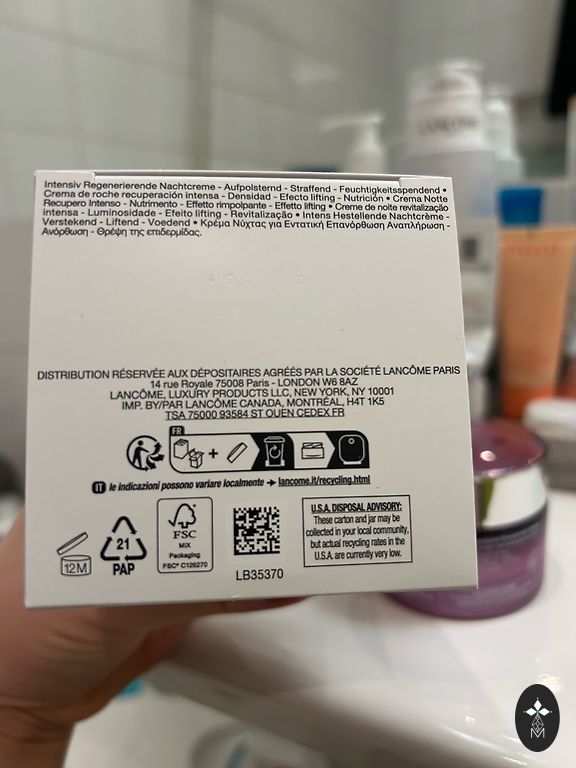 Intensiv Regenerierende Nachtcreme - Aufpolsternd - Straffend - Feuchtigkeitsspendend •
Crema de noche recuperación intensa - Densidad - Efecto lifting - Nutrición • Crema Notte
Recupero Intenso - Nutrimento - Effetto rimpolpante - Effetto lifting • Creme de noite revitalização
intensa - Luminosidade - Efeito lifting - Revitalização • Intens Herstellende Nachtcrème -
Verstekend - Liftend - Voedend • Κρέμα Νύχτας για Εντατική Επανόρθωση Αναπλήρωση -
Ανόρθωση - Θρέψη της επιδερμίδας.
DISTRIBUTION RÉSERVÉE AUX DÉPOSITAIRES AGRÉÉS PAR LA SOCIÉTÉ LANCÔME PARIS
14 rue Royale 75008 Paris - LONDON W6 8AZ
LANCÔME, LUXURY PRODUCTS LLC, NEW YORK, NY 10001
IMP. BY/PAR LANCÔME CANADA, MONTRÉAL, H4T 1K5
TSA 75000 93584 ST OUEN CEDEX FR
FR
+
IT le indicazioni possono variare localmente → lancome.it/recycling.html
12M
21
PAP
FSC
MIX
Packaging
FSC® C126270
LB35370
U.S.A. DISPOSAL ADVISORY:
These carton and jar may be
collected in your local community,
but actual recycling rates in the
U.S.A. are currently very low.
LANCÔME
M